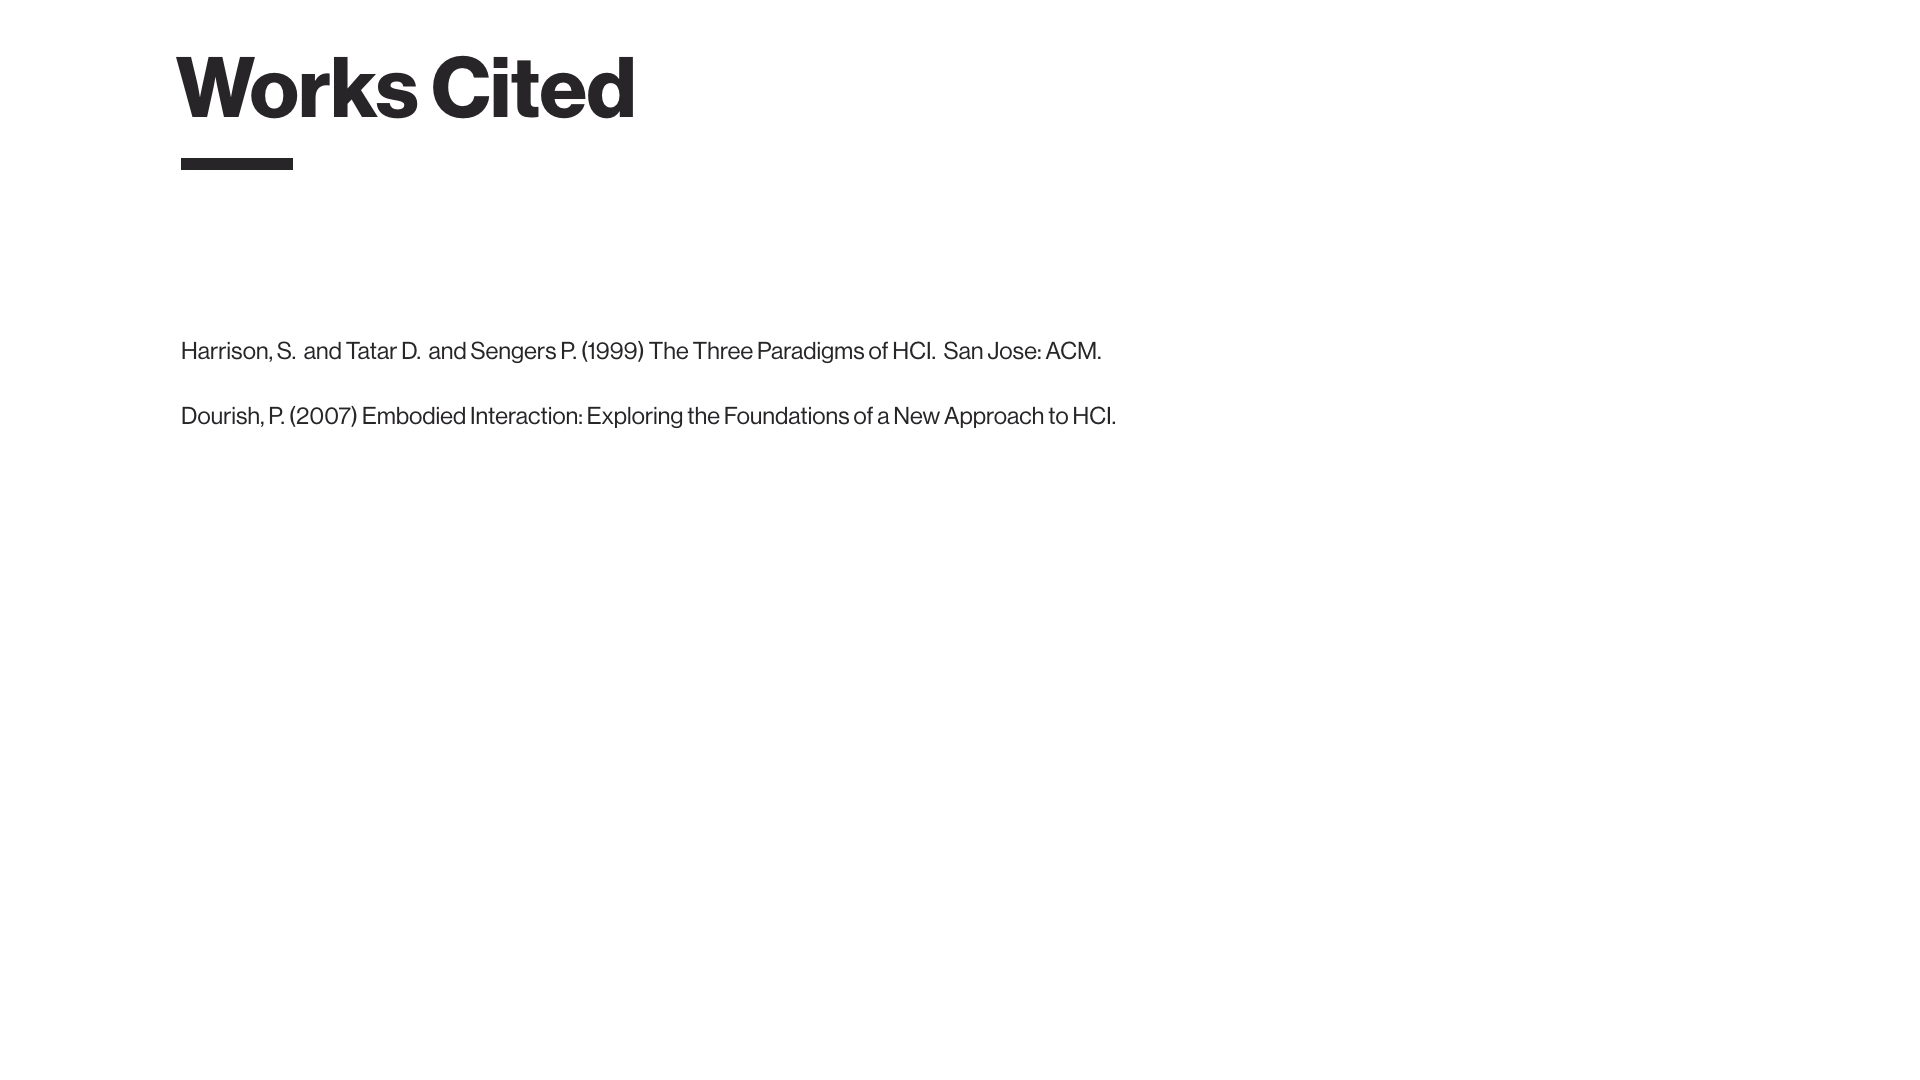 Works Cited
Harrison, S.  and Tatar D.  and Sengers P. (1999) The Three Paradigms of HCI.  San Jose: ACM.
Dourish, P. (2007) Embodied Interaction: Exploring the Foundations of a New Approach to HCI.